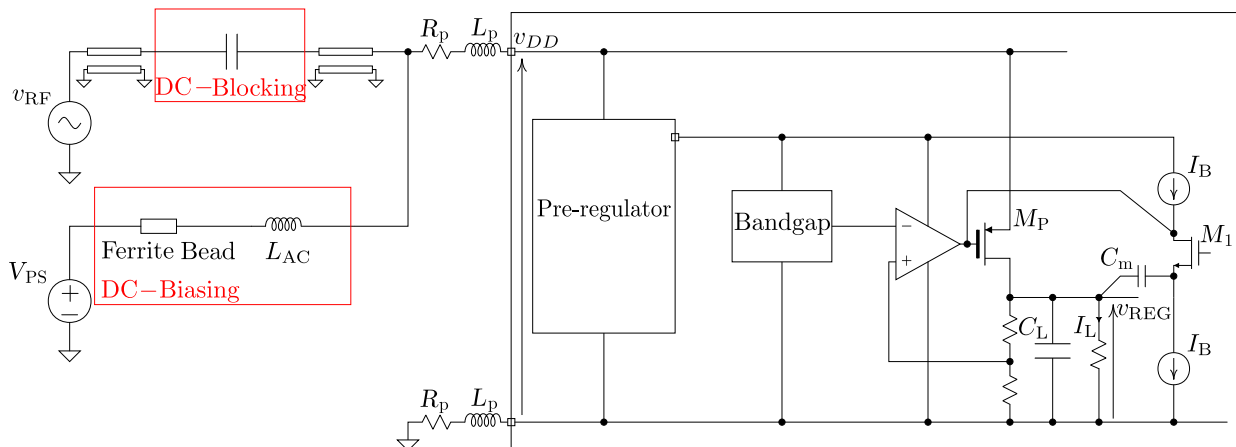 R_p L_p
v_DD
DC−Blocking
v_RF
I_B
Pre-regulator
Bandgap
−
M_P
M_1
Ferrite Bead L_AC
+
C_m
V_PS
DC−Biasing
+
−
C_L I_L v_REG
I_B
R_p L_p